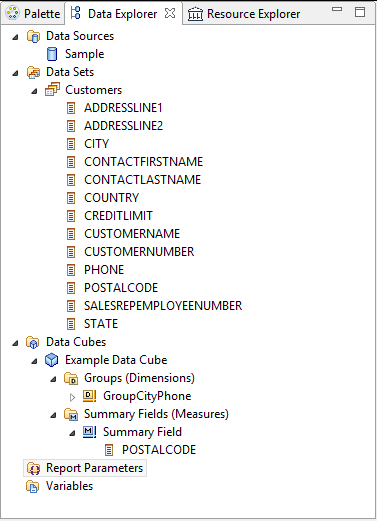 Palette Data Explorer Resource Explorer
Data Sources
Sample
Data Sets
Customers
ADDRESSLINE1
ADDRESSLINE2
CITY
CONTACTFIRSTNAME
CONTACTLASTNAME
COUNTRY
CREDITLIMIT
CUSTOMERNAME
CUSTOMERNUMBER
PHONE
POSTALCODE
SALESREPEMPLOYEENUMBER
STATE
Data Cubes
Example Data Cube
Groups (Dimensions)
GroupCityPhone
Summary Fields (Measures)
Summary Field
POSTALCODE
Report Parameters
Variables